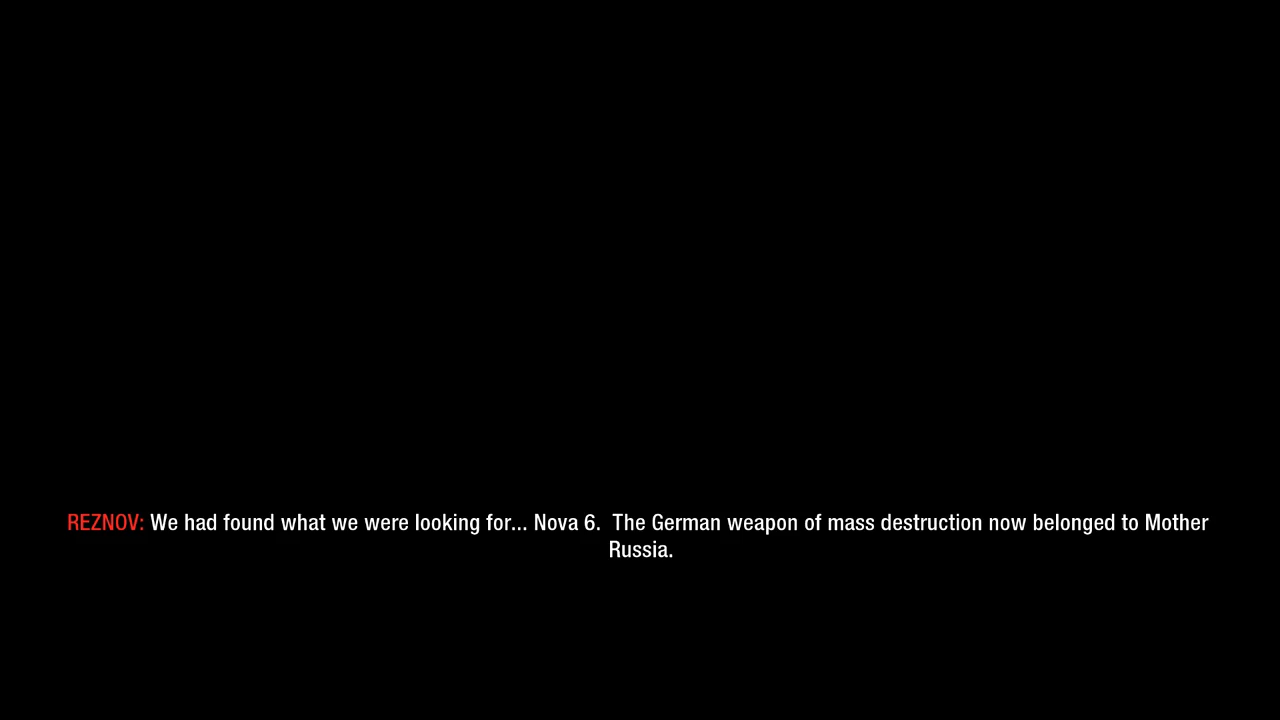 REZNOV: We had found what we were looking for... Nova 6.  The German weapon of mass destruction now belonged to Mother
Russia.